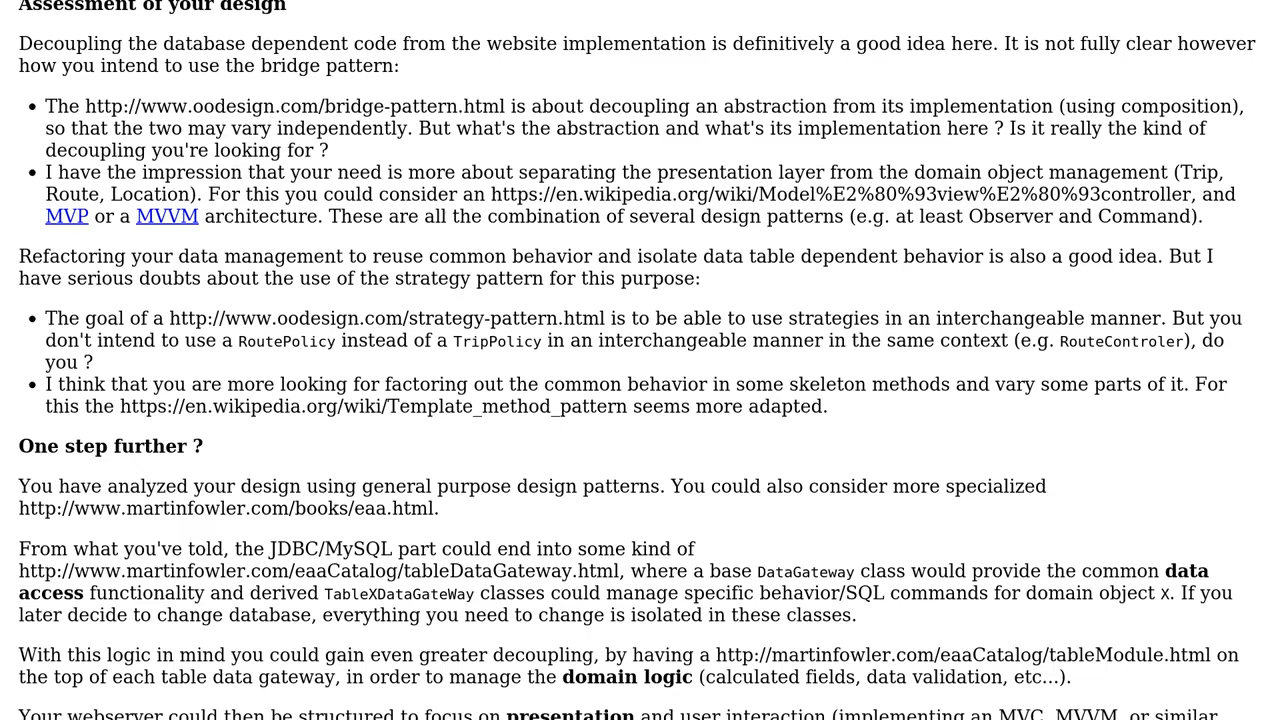 Assessment of your design
Decoupling the database dependent code from the website implementation is definitively a good idea here. It is not fully clear however
how you intend to use the bridge pattern:
• The http://www.oodesign.com/bridge-pattern.html is about decoupling an abstraction from its implementation (using composition),
so that the two may vary independently. But what's the abstraction and what's its implementation here ? Is it really the kind of
decoupling you're looking for ?
• I have the impression that your need is more about separating the presentation layer from the domain object management (Trip,
Route, Location). For this you could consider an https://en.wikipedia.org/wiki/Model%E2%80%93view%E2%80%93controller, and
MVP or a MVVM architecture. These are all the combination of several design patterns (e.g. at least Observer and Command).
Refactoring your data management to reuse common behavior and isolate data table dependent behavior is also a good idea. But I
have serious doubts about the use of the strategy pattern for this purpose:
• The goal of a http://www.oodesign.com/strategy-pattern.html is to be able to use strategies in an interchangeable manner. But you
don't intend to use a RoutePolicy instead of a TripPolicy in an interchangeable manner in the same context (e.g. RouteControler), do
you ?
• I think that you are more looking for factoring out the common behavior in some skeleton methods and vary some parts of it. For
this the https://en.wikipedia.org/wiki/Template_method_pattern seems more adapted.
One step further ?
You have analyzed your design using general purpose design patterns. You could also consider more specialized
http://www.martinfowler.com/books/eaa.html.
From what you've told, the JDBC/MySQL part could end into some kind of
http://www.martinfowler.com/eaaCatalog/tableDataGateway.html, where a base DataGateway class would provide the common data
access functionality and derived TableXDataGateWay classes could manage specific behavior/SQL commands for domain object X. If you
later decide to change database, everything you need to change is isolated in these classes.
With this logic in mind you could gain even greater decoupling, by having a http://martinfowler.com/eaaCatalog/tableModule.html on
the top of each table data gateway, in order to manage the domain logic (calculated fields, data validation, etc...).
Your webserver could then be structured to focus on presentation and user interaction (implementing an MVC, MVVM, or similar